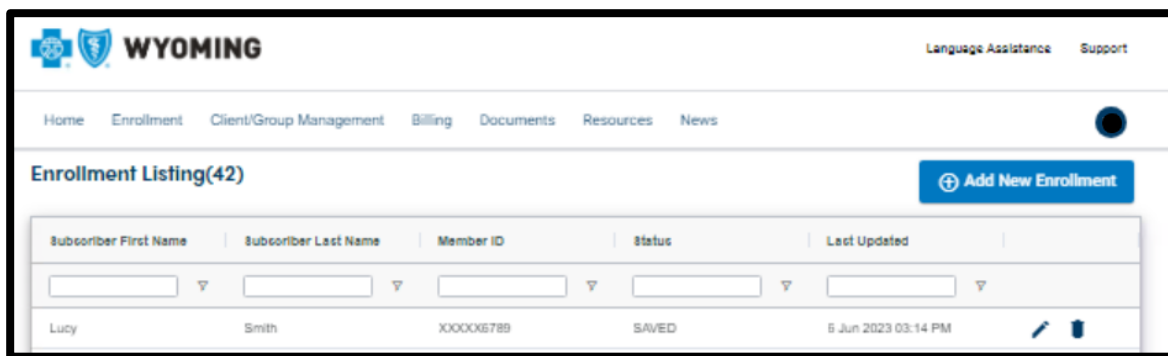 WYOMING
Language Assistance Support
Home Enrollment Client/Group Management Billing Documents Resources News
Enrollment Listing(42)
Add New Enrollment
Subscriber First Name Subscriber Last Name Member ID Status Last Updated
Lucy Smith XXXXX6789 SAVED 6 Jun 2023 03:14 PM